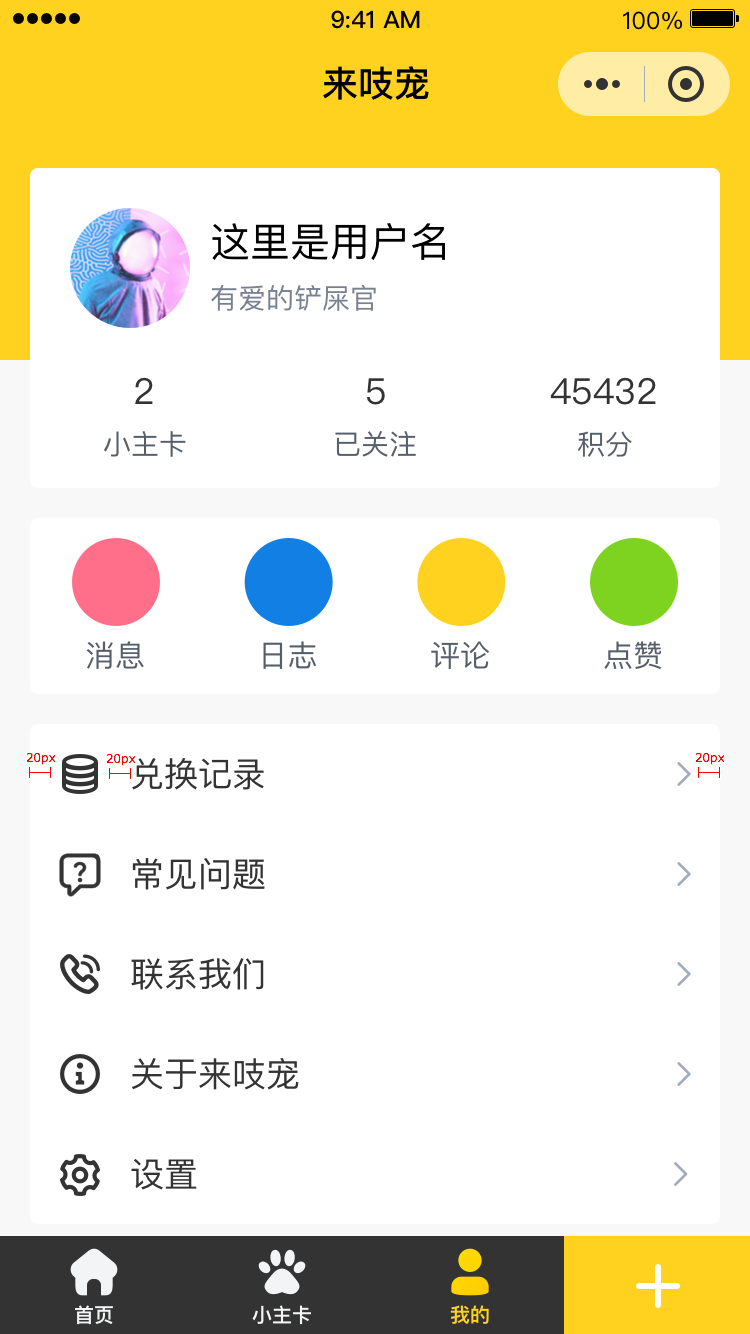 9:41 AM
100%
来吱宠
这里是用户名
有爱的铲屎官
2
5
45432
小主卡
已关注
积分
消息
日志
评论
点赞
20px
20px
兑换记录
20px
常见问题
联系我们
关于来吱宠
设置
首页
小主卡
我的